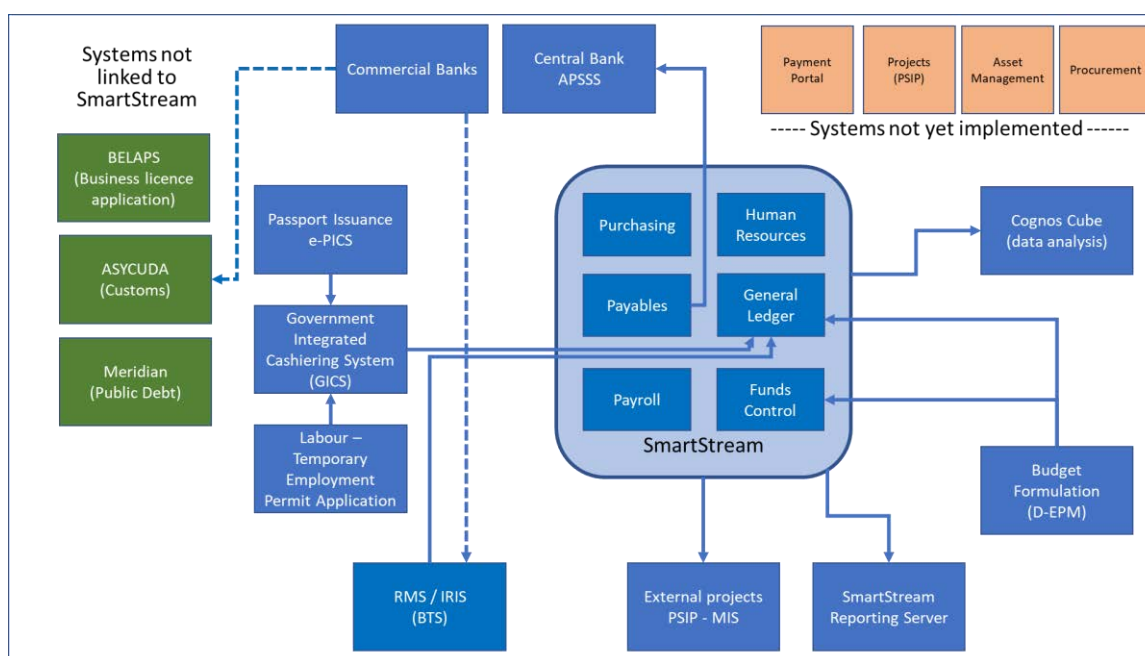 Systems not
linked to
SmartStream
Commercial Banks
Central Bank
APSSS
Payment
Portal
Projects
(PSIP)
Asset
Management
Procurement
----- Systems not yet implemented ------
BELAPS
(Business licence
application)
ASYCUDA
(Customs)
Meridian
(Public Debt)
Passport Issuance
e-PICS
Government
Integrated
Cashiering System
(GICS)
Labour –
Temporary
Employment
Permit Application
Purchasing
Human
Resources
Payables
General
Ledger
Payroll
Funds
Control
SmartStream
Cognos Cube
(data analysis)
Budget
Formulation
(D-EPM)
RMS / IRIS
(BTS)
External projects
PSIP - MIS
SmartStream
Reporting Server